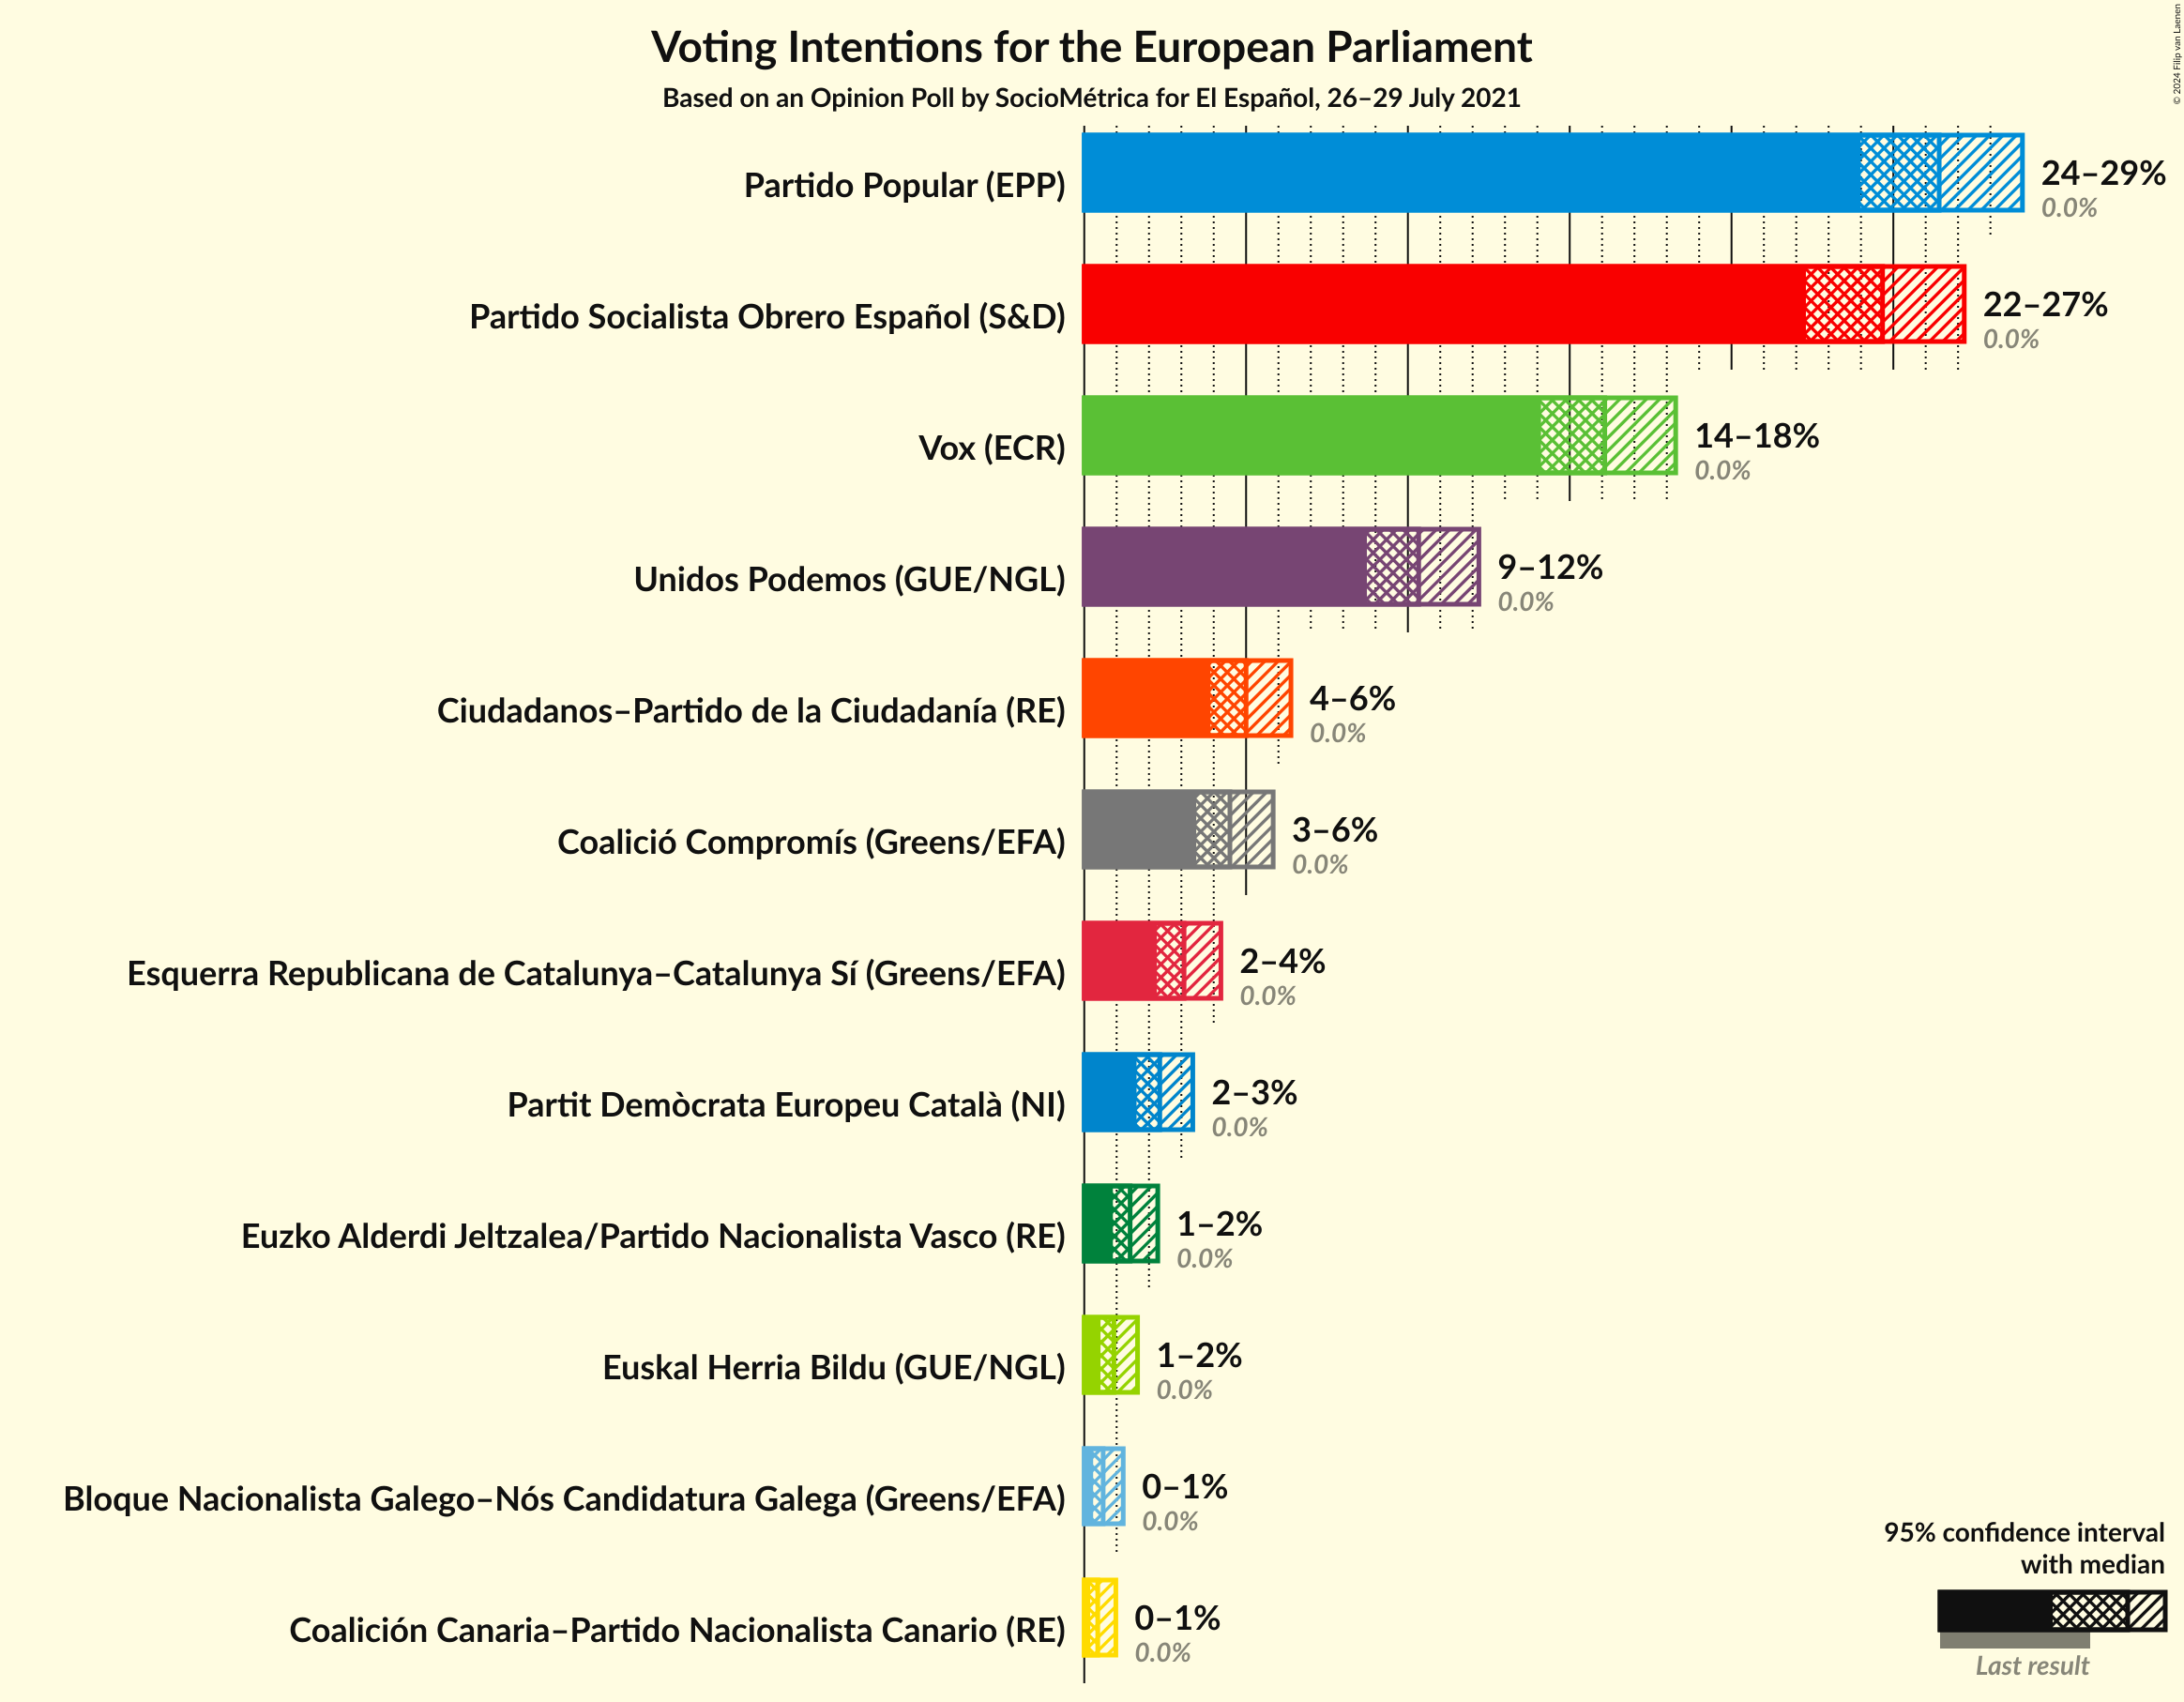 Voting Intentions for the European Parliament
Based on an Opinion Poll by SocioMétrica for El Español, 26–29 July 2021
© 2024 Filip van Laenen
Partido Popular (EPP)
24–29%
0.0%
Partido Socialista Obrero Español (S&D)
22–27%
0.0%
Vox (ECR)
14–18%
0.0%
Unidos Podemos (GUE/NGL)
9–12%
0.0%
Ciudadanos–Partido de la Ciudadanía (RE)
4–6%
0.0%
Coalició Compromís (Greens/EFA)
3–6%
0.0%
Esquerra Republicana de Catalunya–Catalunya Sí (Greens/EFA)
2–4%
0.0%
Partit Demòcrata Europeu Català (NI)
2–3%
0.0%
Euzko Alderdi Jeltzalea/Partido Nacionalista Vasco (RE)
1–2%
0.0%
Euskal Herria Bildu (GUE/NGL)
1–2%
0.0%
Bloque Nacionalista Galego–Nós Candidatura Galega (Greens/EFA)
0–1%
0.0%
Coalición Canaria–Partido Nacionalista Canario (RE)
0–1%
0.0%
95% confidence interval
with median
Last result